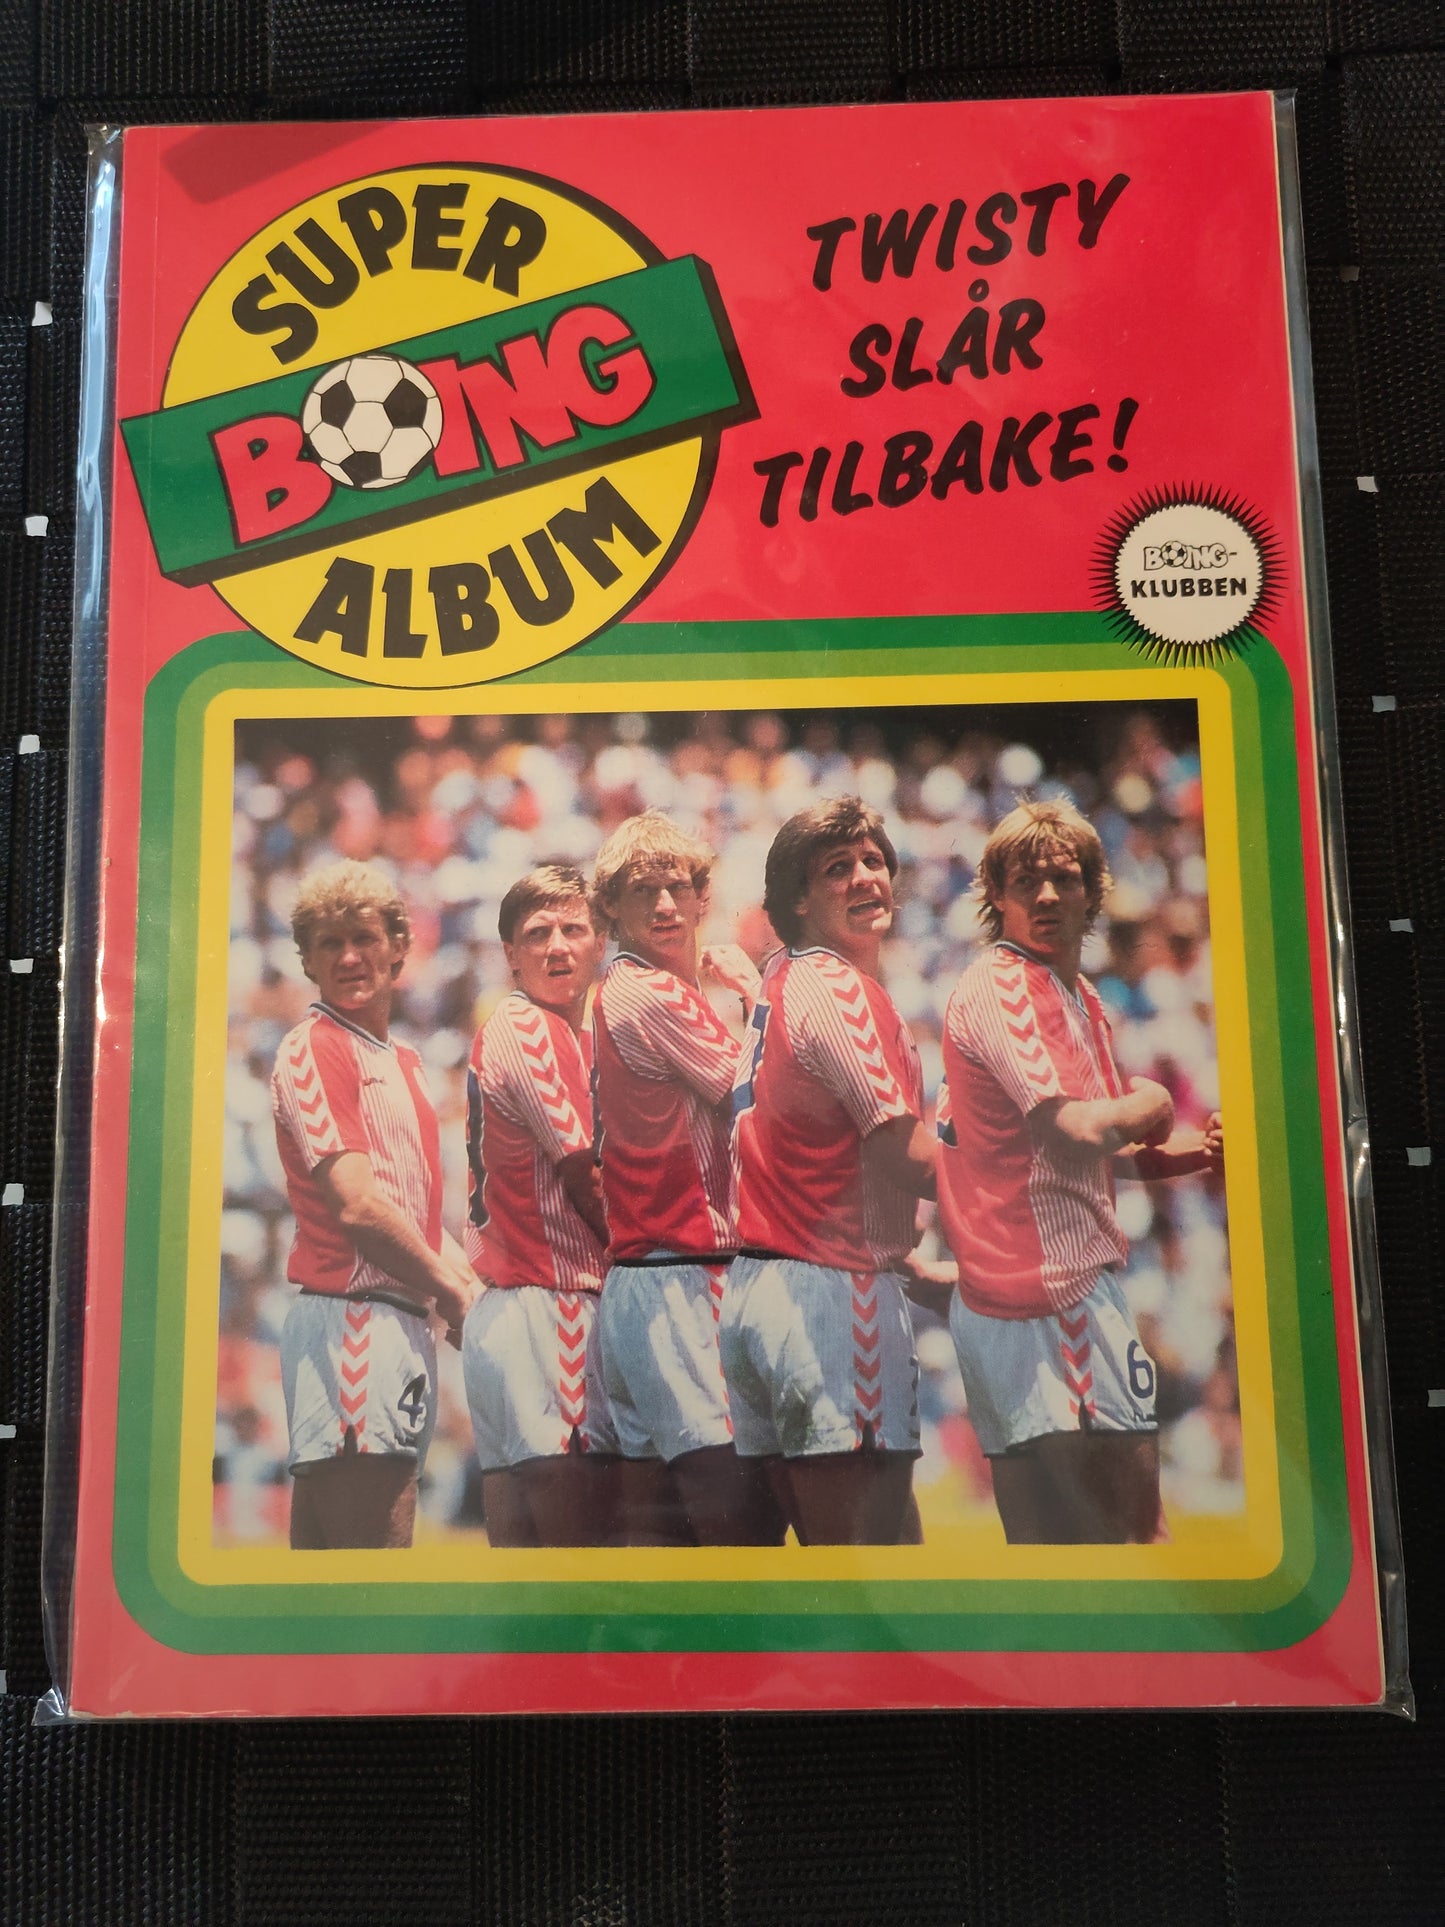 SUPER
BOING
ALBUM
TWISTY
SLÅR
TILBAKE!
BOING-
KLUBBEN
4
6